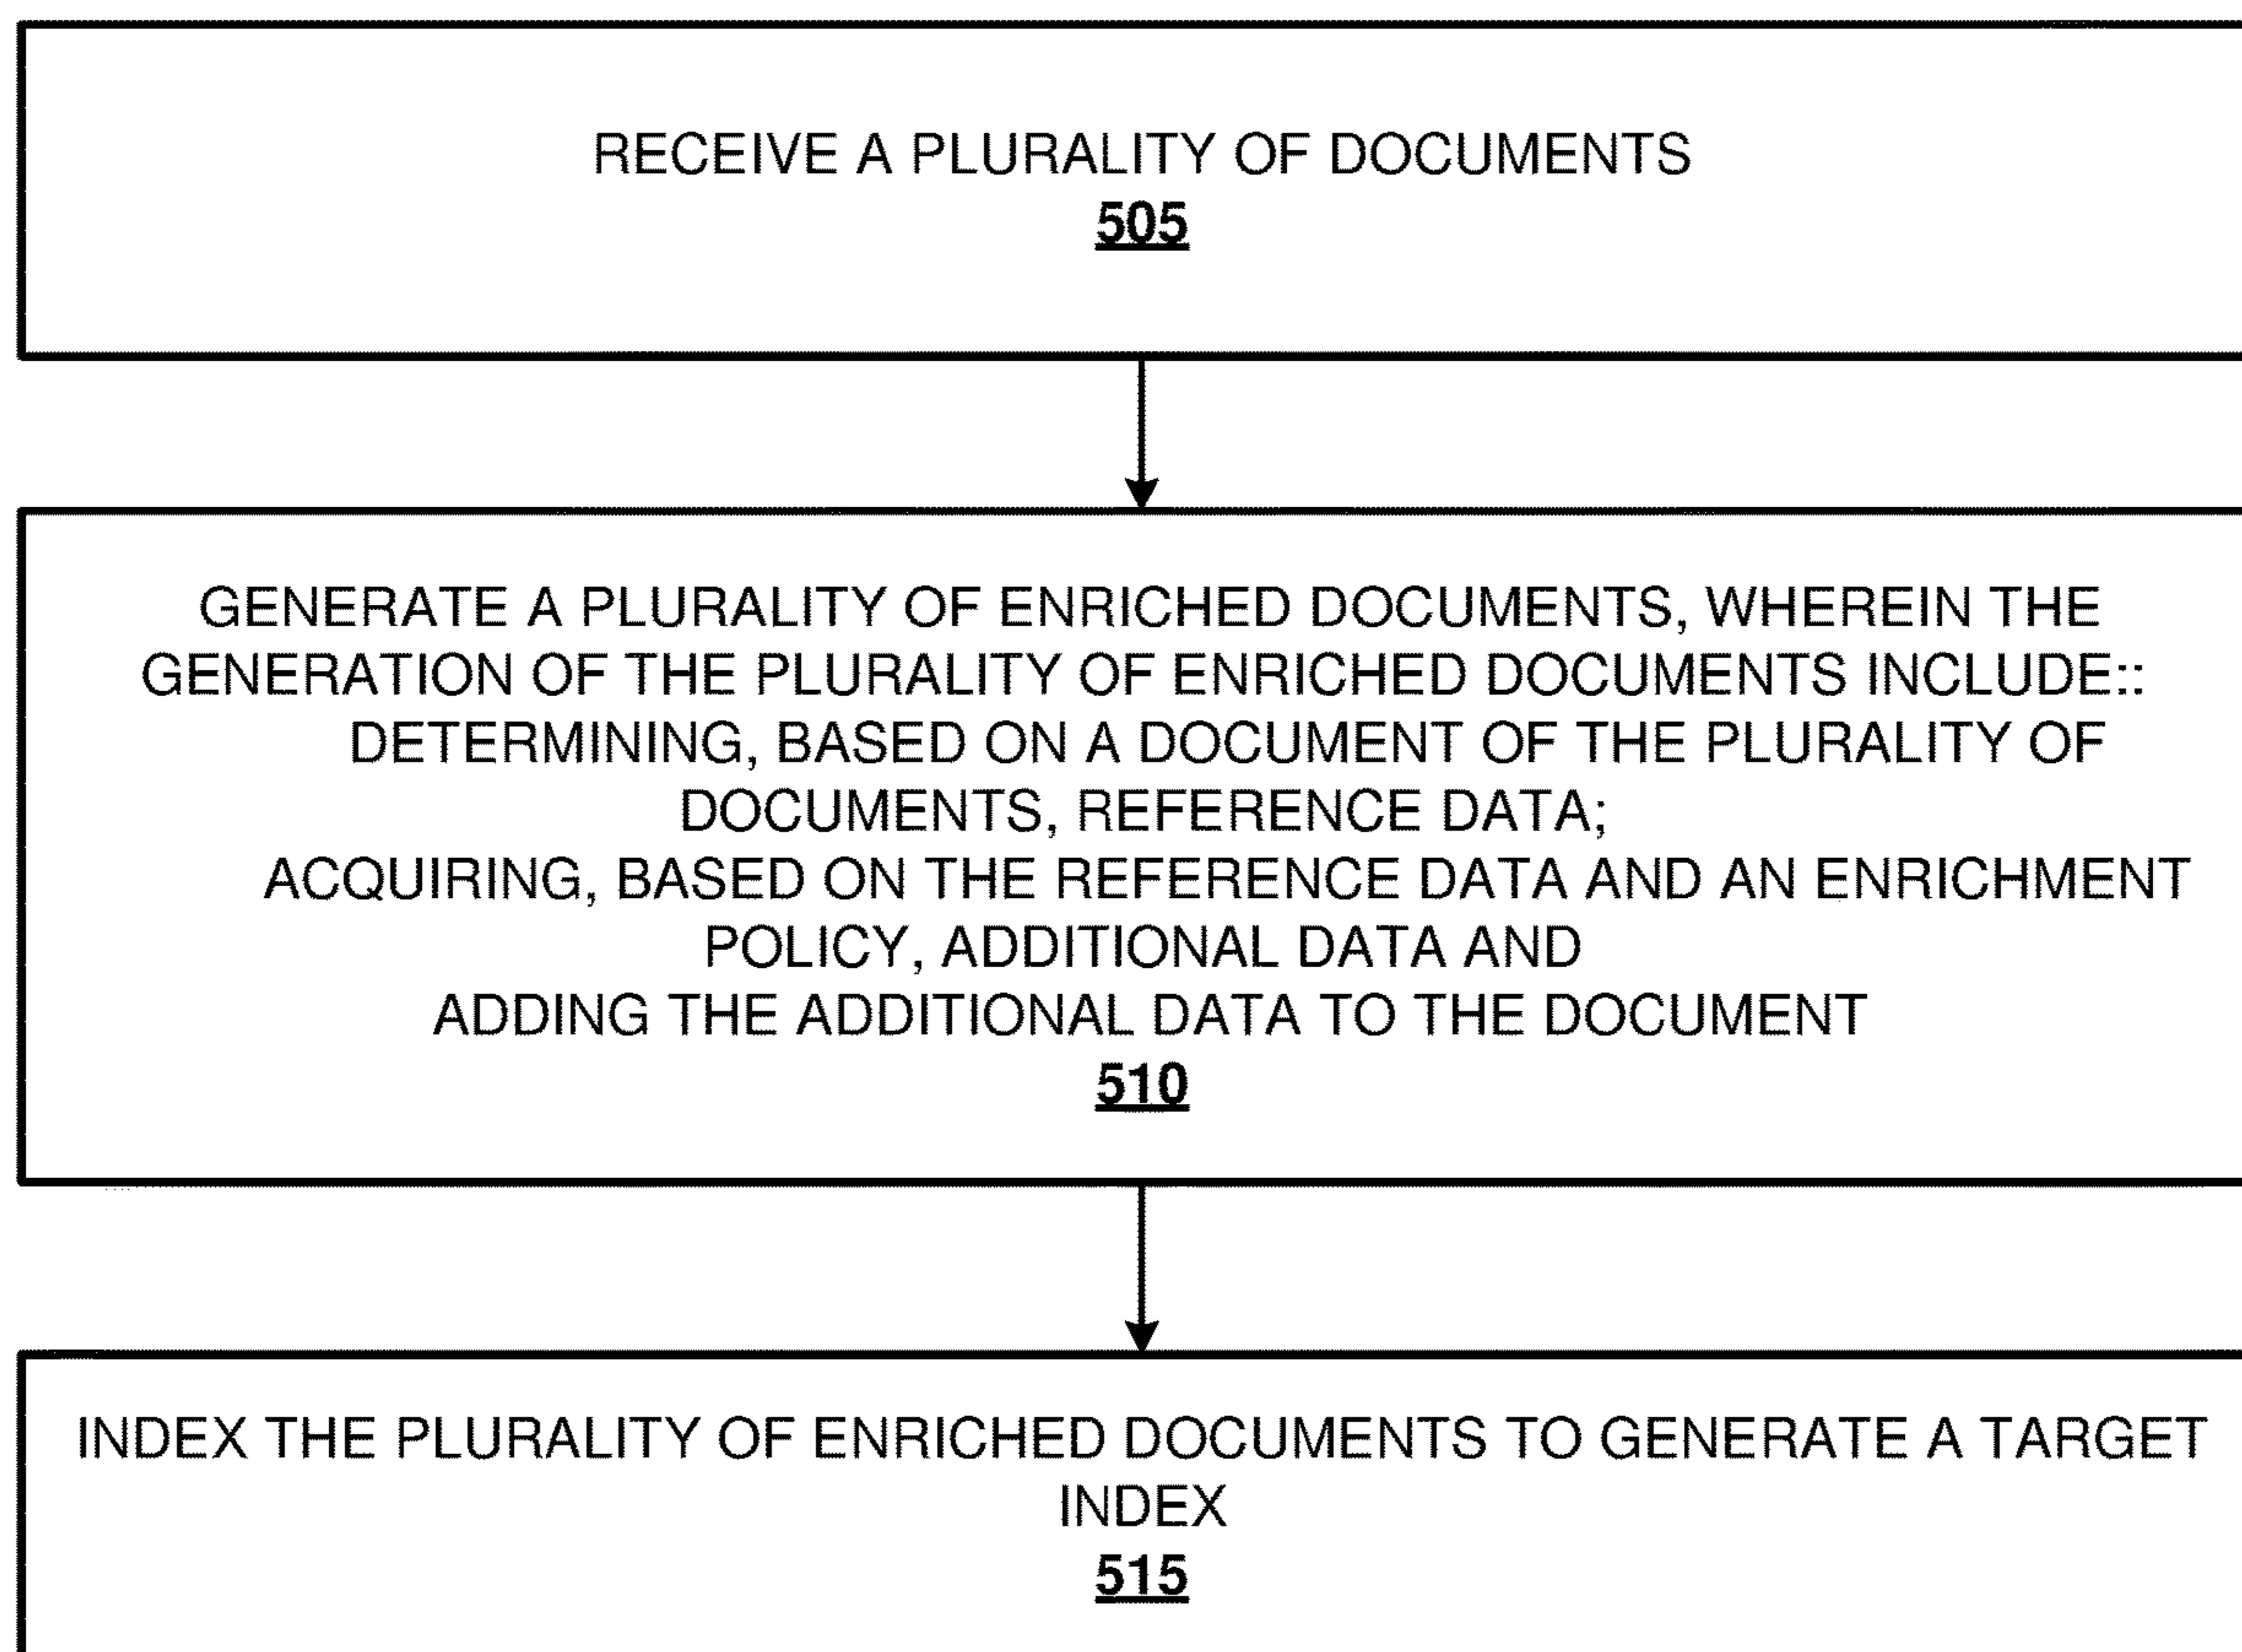 RECEIVE A PLURALITY OF DOCUMENTS
505
GENERATE A PLURALITY OF ENRICHED DOCUMENTS, WHEREIN THE
GENERATION OF THE PLURALITY OF ENRICHED DOCUMENTS INCLUDE::
DETERMINING, BASED ON A DOCUMENT OF THE PLURALITY OF
DOCUMENTS, REFERENCE DATA;
ACQUIRING, BASED ON THE REFERENCE DATA AND AN ENRICHMENT
POLICY, ADDITIONAL DATA AND
ADDING THE ADDITIONAL DATA TO THE DOCUMENT
510
INDEX THE PLURALITY OF ENRICHED DOCUMENTS TO GENERATE A TARGET
INDEX
515